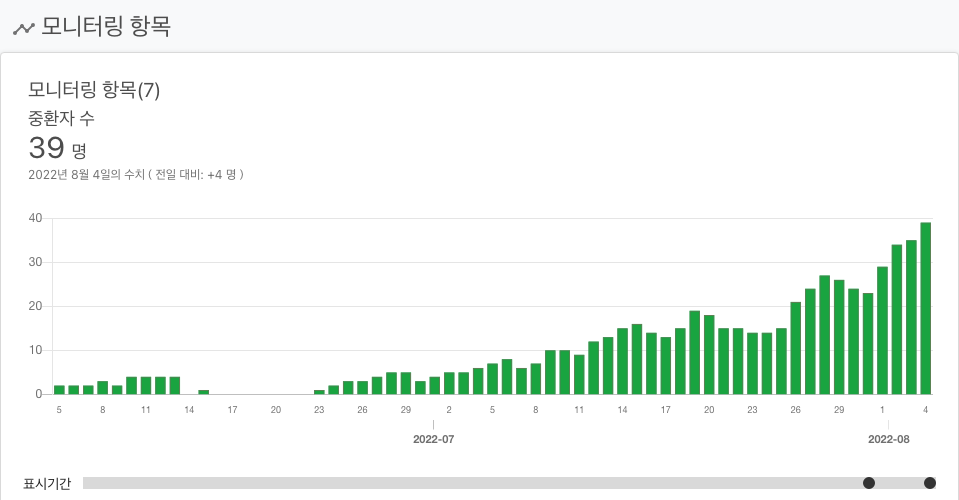 모니터링 항목
모니터링 항목(7)
중환자 수
39 명
2022년 8월 4일의 수치 ( 전일 대비: +4 명 )
40
30
20
10
0
5 8 11 14 17 20 23 26 29 2 5 8 11 14 17 20 23 26 29 1 4
2022-07 2022-08
표시기간